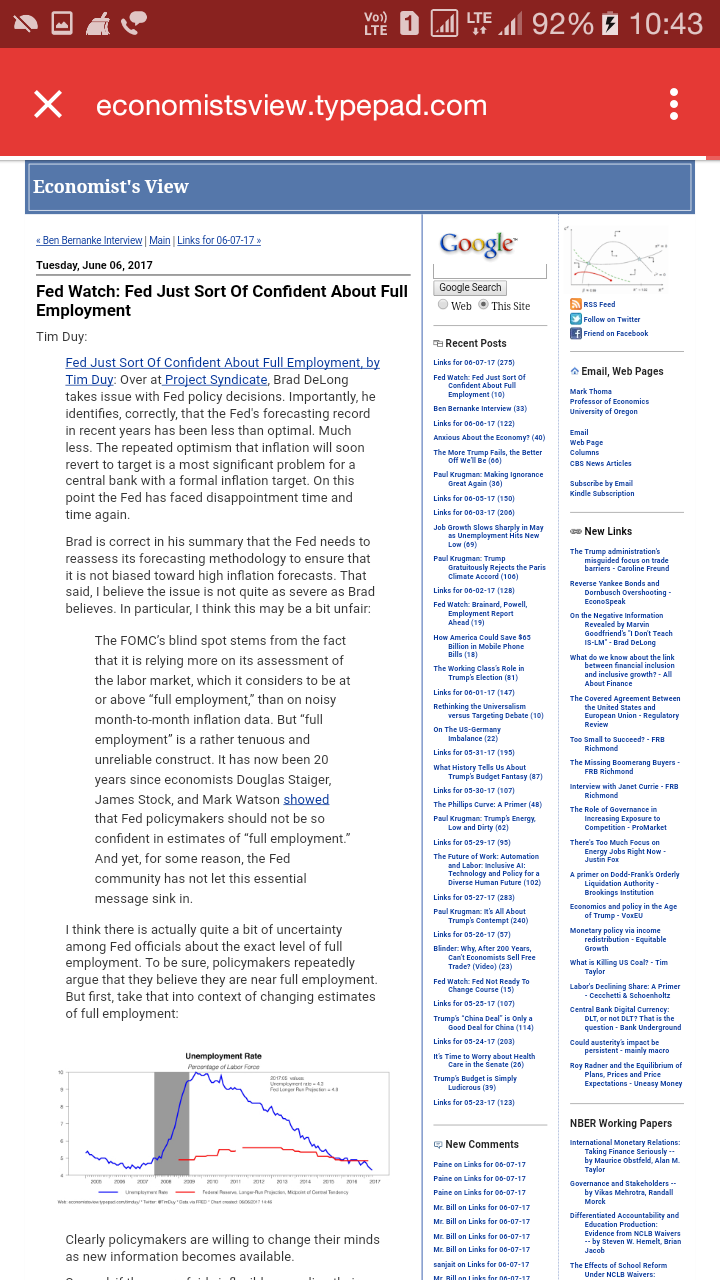 Vo)) LTE 1 LTE 92% 10:43
economistsview.typepad.com
Economist's View
« Ben Bernanke Interview | Main | Links for 06-07-17 »
Tuesday, June 06, 2017
Fed Watch: Fed Just Sort Of Confident About Full
Employment
Tim Duy:
Fed Just Sort Of Confident About Full Employment, by
Tim Duy: Over at Project Syndicate, Brad DeLong
takes issue with Fed policy decisions. Importantly, he
identifies, correctly, that the Fed's forecasting record
in recent years has been less than optimal. Much
less. The repeated optimism that inflation will soon
revert to target is a most significant problem for a
central bank with a formal inflation target. On this
point the Fed has faced disappointment time and
time again.
Brad is correct in his summary that the Fed needs to
reassess its forecasting methodology to ensure that
it is not biased toward high inflation forecasts. That
said, I believe the issue is not quite as severe as Brad
believes. In particular, I think this may be a bit unfair:
The FOMC’s blind spot stems from the fact
that it is relying more on its assessment of
the labor market, which it considers to be at
or above “full employment,” than on noisy
month-to-month inflation data. But “full
employment” is a rather tenuous and
unreliable construct. It has now been 20
years since economists Douglas Staiger,
James Stock, and Mark Watson showed
that Fed policymakers should not be so
confident in estimates of “full employment.”
And yet, for some reason, the Fed
community has not let this essential
message sink in.
I think there is actually quite a bit of uncertainty
among Fed officials about the exact level of full
employment. To be sure, policymakers repeatedly
argue that they believe they are near full employment.
But first, take that into context of changing estimates
of full employment:
Unemployment Rate
Percentage of Labor Force
Unemployment rate = 4.3
10
9
8
7
6
5
4
2005 2006 2007 2008 2009 2010 2011 2012 2013 2014 2015 2016 2017
Unemployment Rate
Federal Reserve, Longer-Run Projection, Midpoint of Central Tendency
Clearly policymakers are willing to change their minds
as new information becomes available.
Google
Google Search
Web This Site
Recent Posts
Links for 06-07-17 (275)
Fed Watch: Fed Just Sort Of
Confident About Full
Employment (10)
Ben Bernanke Interview (33)
Links for 06-06-17 (122)
Anxious About the Economy? (40)
The More Trump Fails, the Better
Off We'll Be (66)
Paul Krugman: Making Ignorance
Great Again (36)
Links for 06-05-17 (150)
Links for 06-03-17 (206)
Job Growth Slows Sharply in May
as Unemployment Hits New
Low (69)
Paul Krugman: Trump
Gratuitously Rejects the Paris
Climate Accord (106)
Links for 06-02-17 (128)
Fed Watch: Brainard, Powell,
Employment Report
Ahead (19)
How America Could Save $65
Billion in Mobile Phone
Bills (18)
The Working Class's Role in
Trump's Election (81)
Links for 06-01-17 (147)
Rethinking the Universalism
versus Targeting Debate (10)
On The US-Germany
Imbalance (22)
Links for 05-31-17 (195)
What History Tells Us About
Trump's Budget Fantasy (87)
Links for 05-30-17 (107)
The Phillips Curve: A Primer (48)
Paul Krugman: Trump's Energy,
Low and Dirty (62)
Links for 05-29-17 (95)
The Future of Work: Automation
and Labor: Inclusive AI:
Technology and Policy for a
Diverse Human Future (102)
Links for 05-27-17 (283)
Paul Krugman: It's All About
Trump's Contempt (240)
Links for 05-26-17 (57)
Blinder: Why, After 200 Years,
Can't Economists Sell Free
Trade? (Video) (23)
Fed Watch: Fed Not Ready To
Change Course (15)
Links for 05-25-17 (107)
Trump's "China Deal" is Only a
Good Deal for China (114)
Links for 05-24-17 (203)
It's Time to Worry about Health
Care in the Senate (26)
Trump's Budget is Simply
Ludicrous (39)
Links for 05-23-17 (123)
New Comments
Paine on Links for 06-07-17
Paine on Links for 06-07-17
Paine on Links for 06-07-17
Mr. Bill on Links for 06-07-17
Mr. Bill on Links for 06-07-17
Mr. Bill on Links for 06-07-17
Mr. Bill on Links for 06-07-17
sanjait on Links for 06-07-17
Mr. Bill on Links for 06-07-17
RSS Feed
Follow on Twitter
Friend on Facebook
Email, Web Pages
Mark Thoma
Professor of Economics
University of Oregon
Email
Web Page
Columns
CBS News Articles
Subscribe by Email
Kindle Subscription
New Links
The Trump administration's
misguided focus on trade
barriers - Caroline Freund
Reverse Yankee Bonds and
Dornbusch Overshooting -
EconoSpeak
On the Negative Information
Revealed by Marvin
Goodfriend's "I Don't Teach
IS-LM" - Brad DeLong
What do we know about the link
between financial inclusion
and inclusive growth? - All
About Finance
The Covered Agreement Between
the United States and
European Union - Regulatory
Review
Too Small to Succeed? - FRB
Richmond
The Missing Boomerang Buyers -
FRB Richmond
Interview with Janet Currie - FRB
Richmond
The Role of Governance in
Increasing Exposure to
Competition - ProMarket
There's Too Much Focus on
Energy Jobs Right Now -
Justin Fox
A primer on Dodd-Frank's Orderly
Liquidation Authority -
Brookings Institution
Economics and policy in the Age
of Trump - VoxEU
Monetary policy via income
redistribution - Equitable
Growth
What is Killing US Coal? - Tim
Taylor
Labor's Declining Share: A Primer
- Cecchetti & Schoenholtz
Central Bank Digital Currency:
DLT, or not DLT? That is the
question - Bank Underground
Could austerity's impact be
persistent - mainly macro
Roy Radner and the Equilibrium of
Plans, Prices and Price
Expectations - Uneasy Money
NBER Working Papers
International Monetary Relations:
Taking Finance Seriously --
by Maurice Obstfeld, Alan M.
Taylor
Governance and Stakeholders --
by Vikas Mehrotra, Randall
Morck
Differentiated Accountability and
Education Production:
Evidence from NCLB Waivers
-- by Steven W. Hemelt, Brian
Jacob
The Effects of School Reform
Under NCLB Waivers: